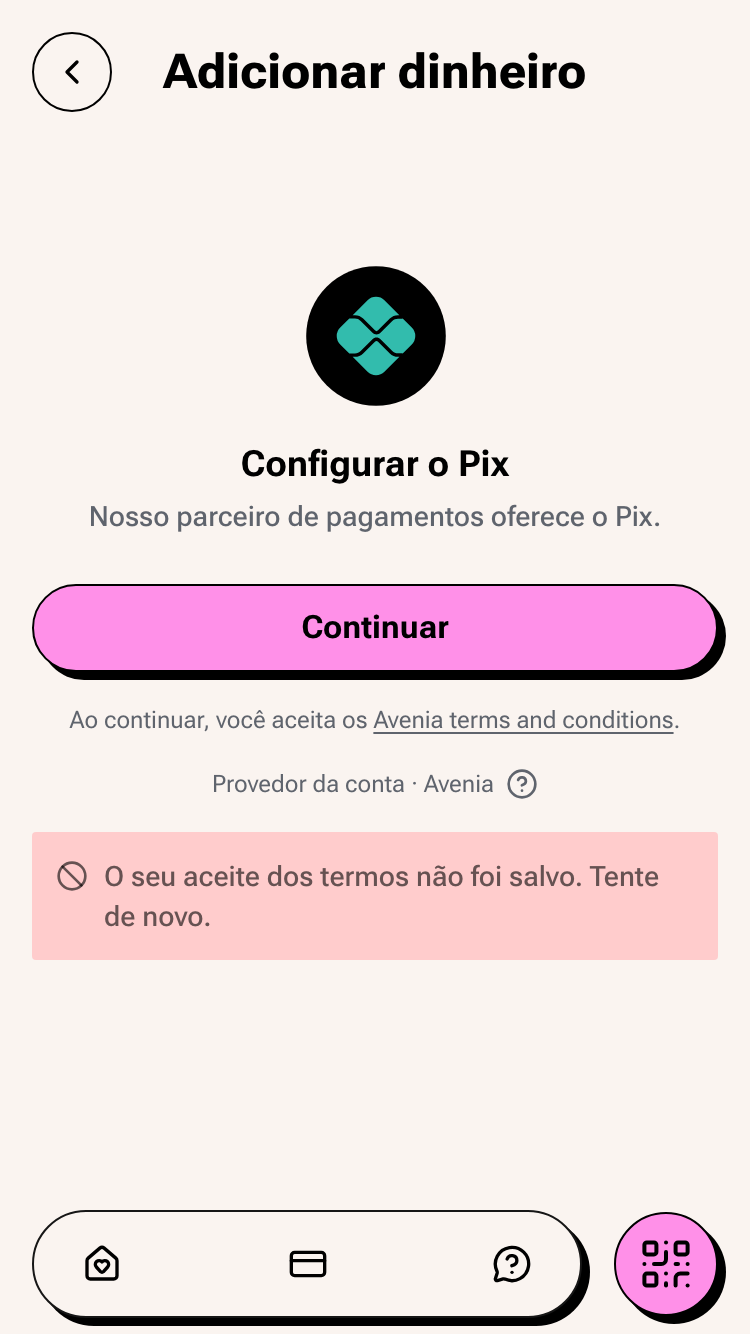 Adicionar dinheiro
Configurar o Pix
Nosso parceiro de pagamentos oferece o Pix.
Continuar
Ao continuar, você aceita os Avenia terms and conditions.
Provedor da conta · Avenia
O seu aceite dos termos não foi salvo. Tente
de novo.